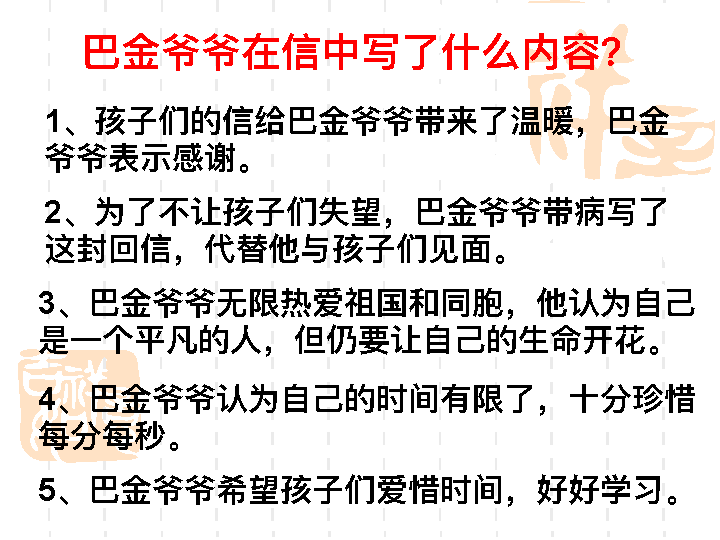 巴金爷爷在信中写了什么内容?
1、孩子们的信给巴金爷爷带来了温暖，巴金
爷爷表示感谢。
2、为了不让孩子们失望，巴金爷爷带病写了
这封回信，代替他与孩子们见面。
3、巴金爷爷无限热爱祖国和同胞，他认为自己
是一个平凡的人，但仍要让自己的生命开花。
4、巴金爷爷认为自己的时间有限了，十分珍惜
每分每秒。
5、巴金爷爷希望孩子们爱惜时间，好好学习。